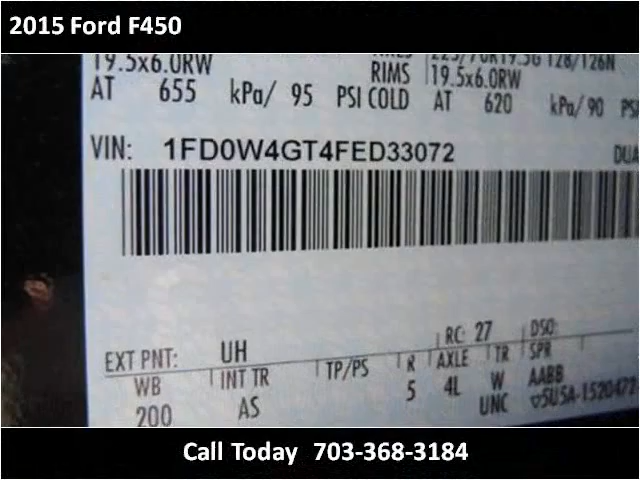 2015 Ford F450
19.5x6.0RW
RIMS 19.5x6.0RW
AT 655 kPa/ 95 PSI COLD AT 620 kPa/ 90
VIN: 1FD0W4GT4FED33072
RC: 27 DSO:
EXT PNT: UH
WB INT TR TP/PS R AXLE TR SPR
200 AS 5 4L W AABB
UNC
Call Today 703-368-3184